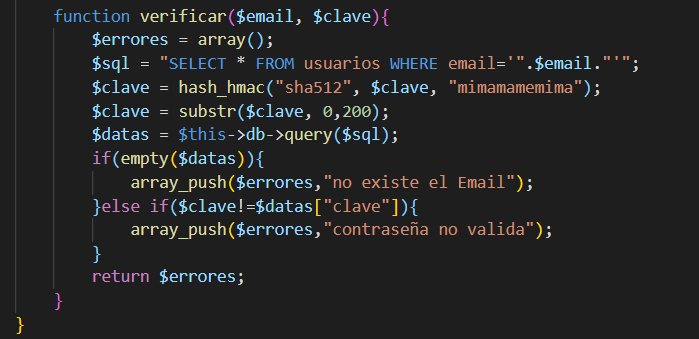 function verificar($email, $clave){
$errores = array();
$sql = "SELECT * FROM usuarios WHERE email='".$email."'";
$clave = hash_hmac("sha512", $clave, "mimamamemima");
$clave = substr($clave, 0,200);
$datas = $this->db->query($sql);
if(empty($datas)){
array_push($errores,"no existe el Email");
}else if($clave!=$datas["clave"]){
array_push($errores,"contraseña no valida");
}
return $errores;
}
}